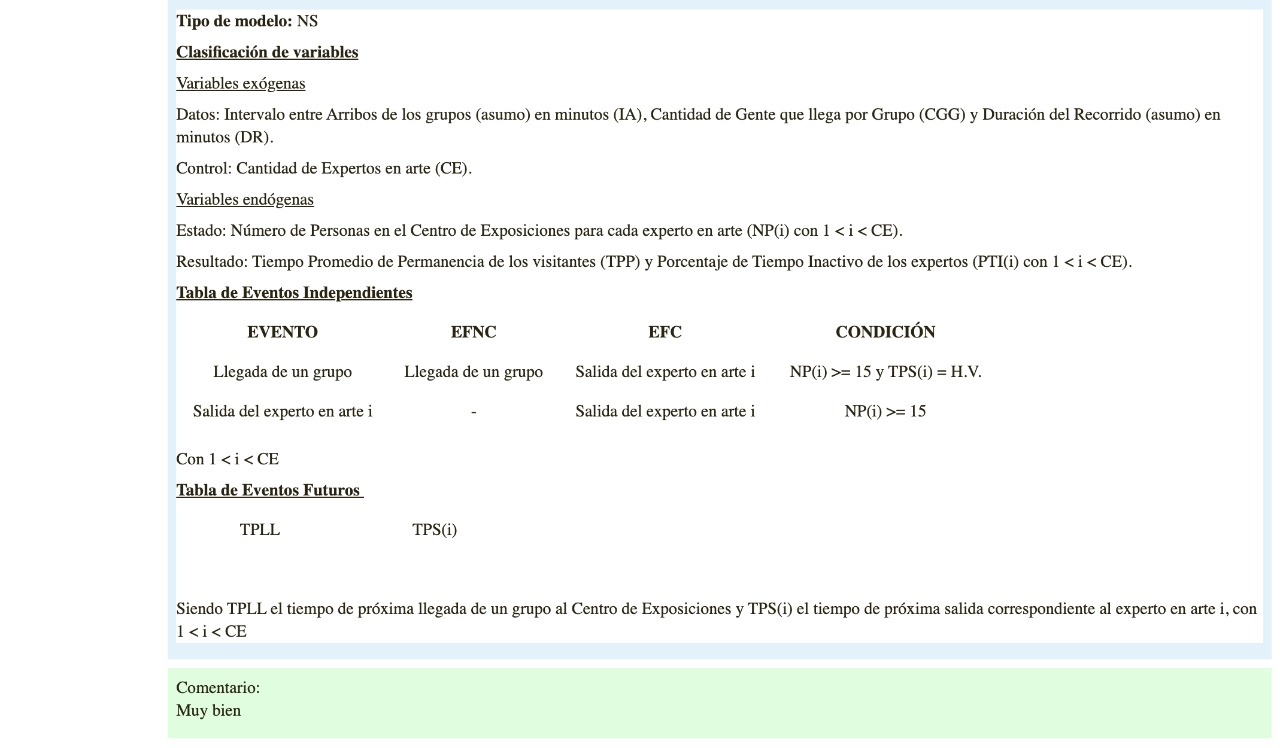 Tipo de modelo: NS
Clasificación de variables
Variables exógenas
Datos: Intervalo entre Arribos de los grupos (asumo) en minutos (IA), Cantidad de Gente que llega por Grupo (CGG) y Duración del Recorrido (asumo) en
minutos (DR).
Control: Cantidad de Expertos en arte (CE).
Variables endógenas
Estado: Número de Personas en el Centro de Exposiciones para cada experto en arte (NP(i) con 1 < i < CE).
Resultado: Tiempo Promedio de Permanencia de los visitantes (TPP) y Porcentaje de Tiempo Inactivo de los expertos (PTI(i) con 1 < i < CE).
Tabla de Eventos Independientes
EVENTO EFNC EFC CONDICIÓN
Llegada de un grupo Llegada de un grupo Salida del experto en arte i NP(i) >= 15 y TPS(i) = H.V.
Salida del experto en arte i - Salida del experto en arte i NP(i) >= 15
Con 1 < i < CE
Tabla de Eventos Futuros
TPLL TPS(i)
Siendo TPLL el tiempo de próxima llegada de un grupo al Centro de Exposiciones y TPS(i) el tiempo de próxima salida correspondiente al experto en arte i, con
1 < i < CE
Comentario:
Muy bien